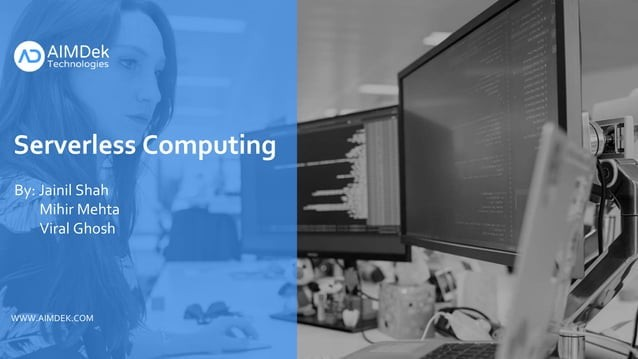 AIMDek
Technologies
Serverless Computing
By: Jainil Shah
Mihir Mehta
Viral Ghosh
WWW.AIMDEK.COM